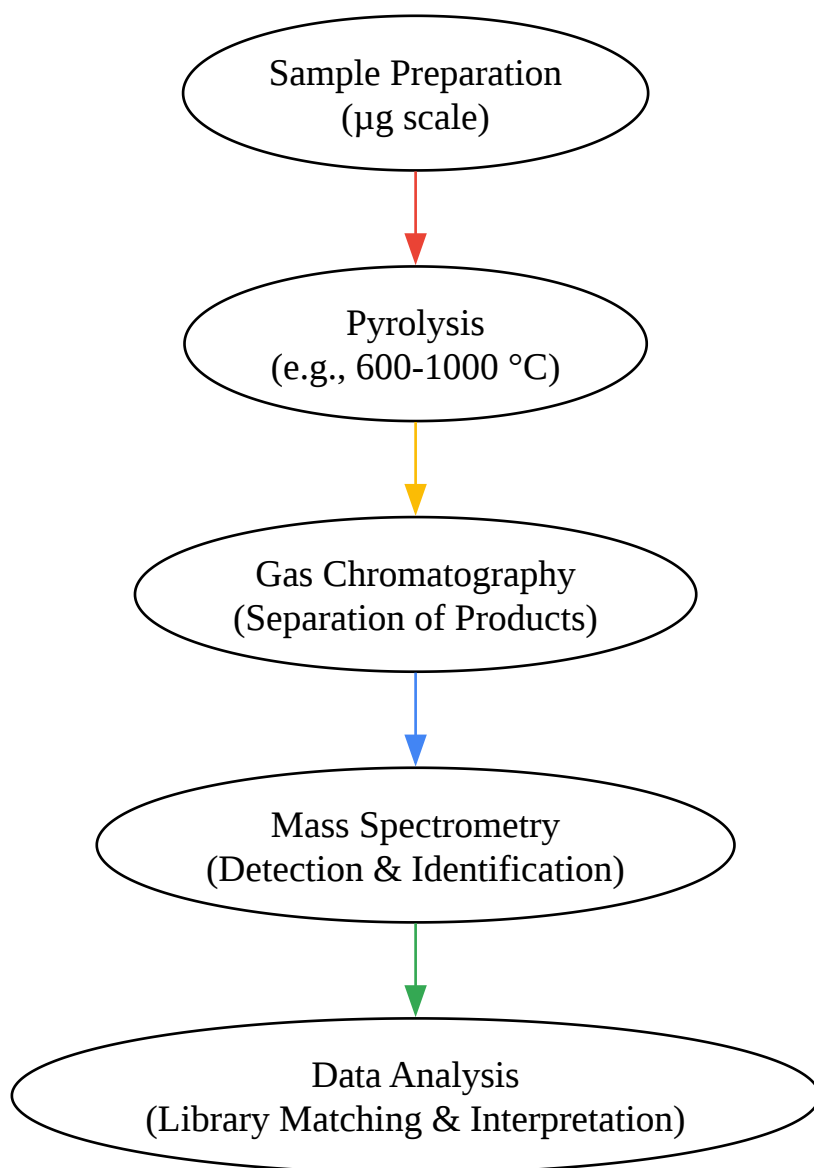 Sample Preparation
(µg scale)
Pyrolysis
(e.g., 600-1000 °C)
Gas Chromatography
(Separation of Products)
Mass Spectrometry
(Detection & Identification)
Data Analysis
(Library Matching & Interpretation)